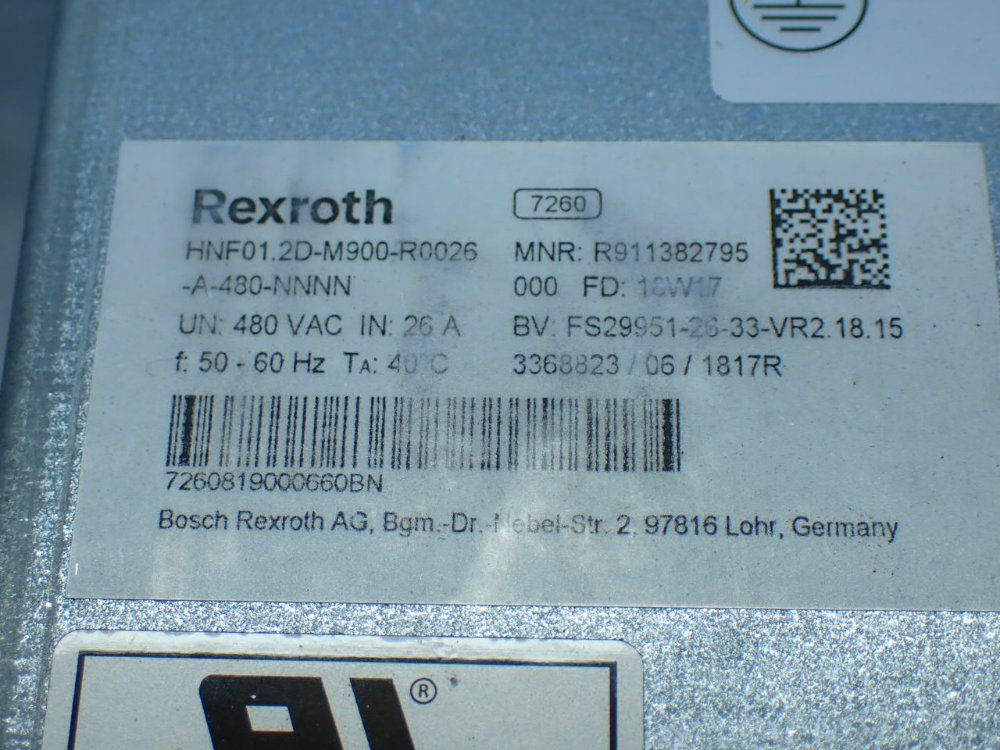 Rexroth
7260
HNF01.2D-M900-R0026
-A-480-NNNN
MNR: R911382795
000 FD: 18W17
UN: 480 VAC IN: 26 A
BV: FS29951-26-33-VR2.18.15
f: 50 - 60 Hz TA: 40°C
3368823 / 06 / 1817R
7260819000660BN
Bosch Rexroth AG, Bgm.-Dr.-Nebel-Str. 2, 97816 Lohr, Germany
®